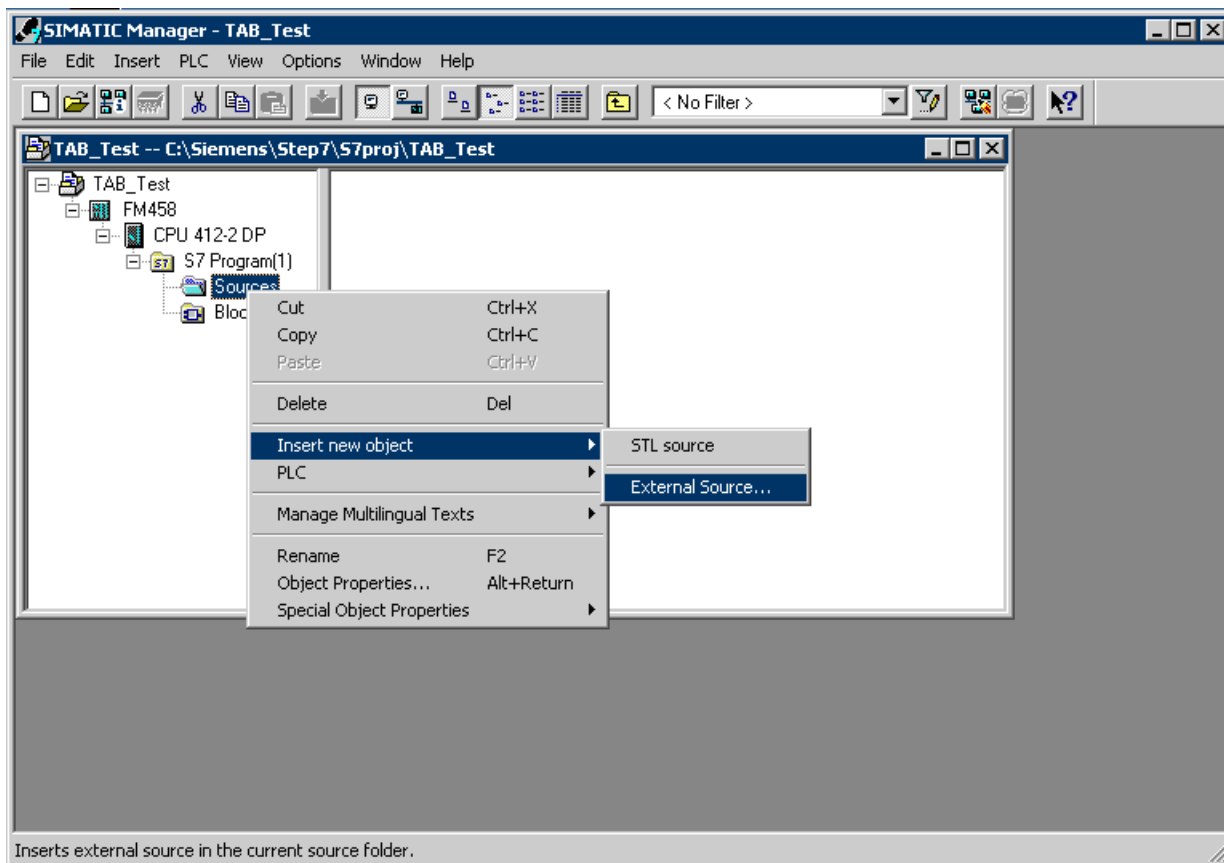 SIMATIC Manager - TAB_Test
File Edit Insert PLC View Options Window Help
< No Filter >
TAB_Test -- C:\Siemens\Step7\S7proj\TAB_Test
TAB_Test
FM458
CPU 412-2 DP
S7 Program(1)
Sources
Bloc
Cut Ctrl+X
Copy Ctrl+C
Paste Ctrl+V
Delete Del
Insert new object
STL source
PLC
External Source...
Manage Multilingual Texts
Rename F2
Object Properties... Alt+Return
Special Object Properties
Inserts external source in the current source folder.